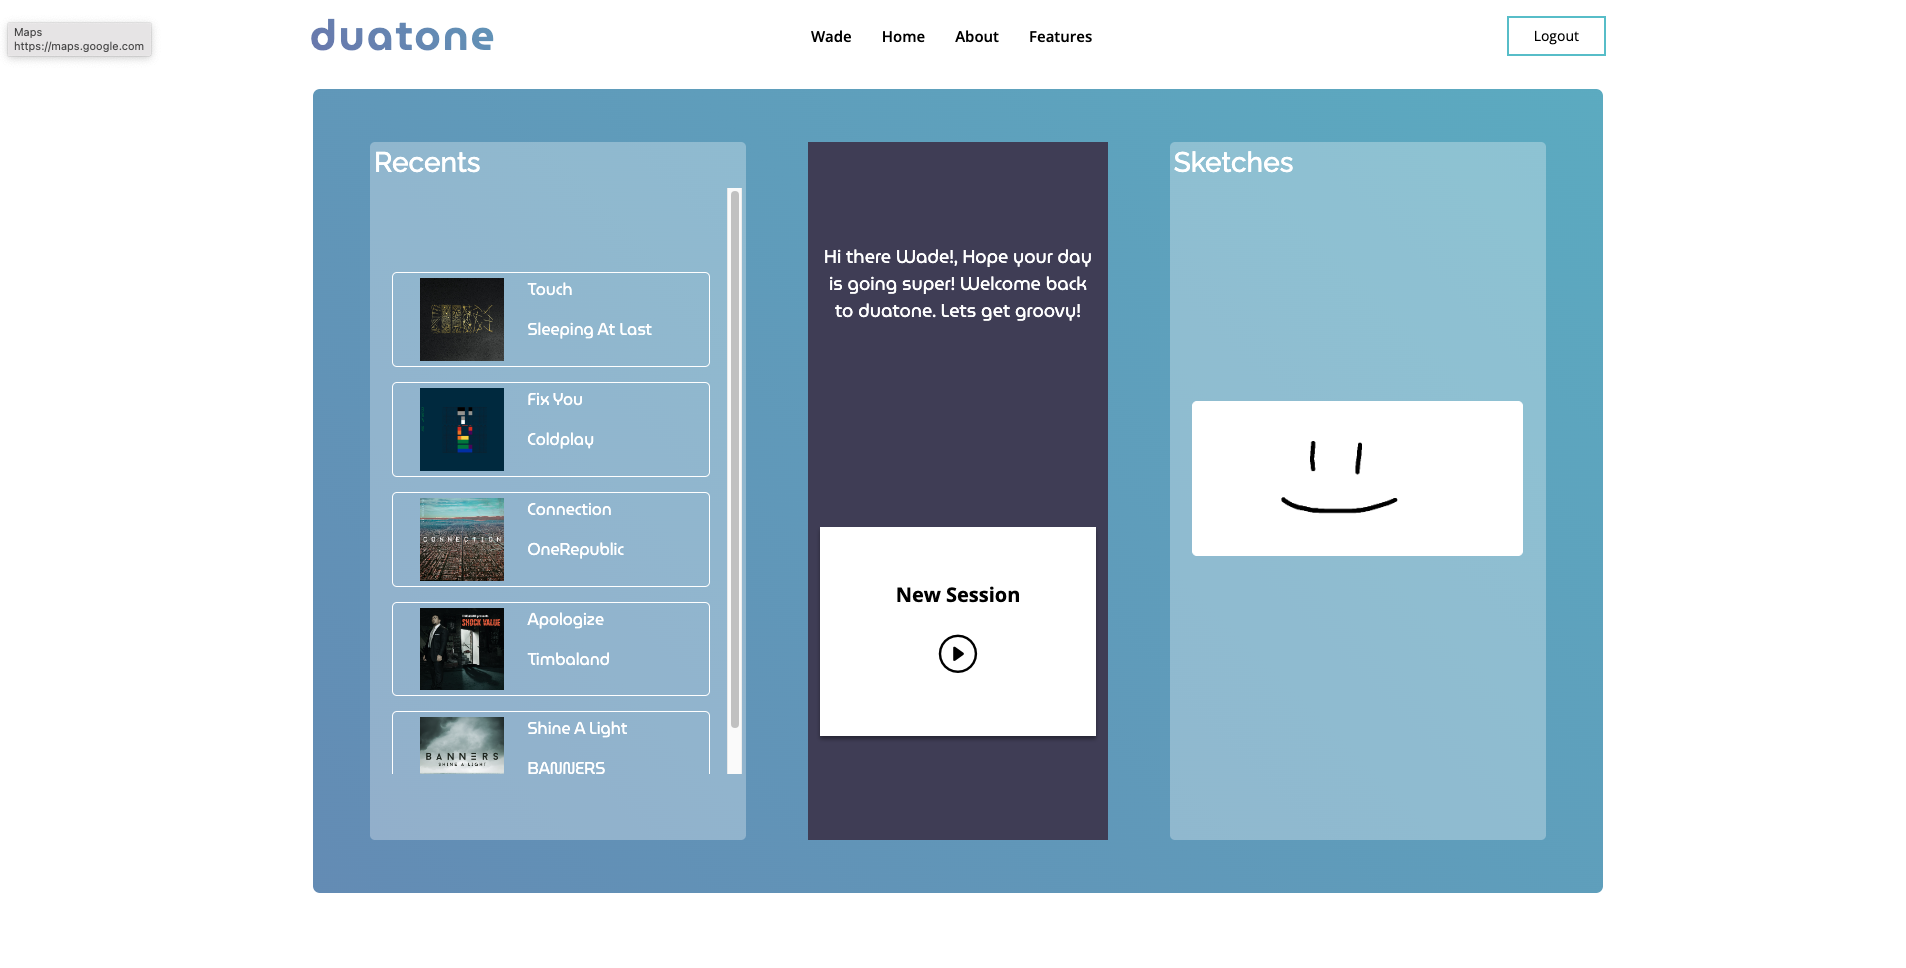 Maps
https://maps.google.com
duatone
Wade
Home
About
Features
Logout
Recents
Touch
Sleeping At Last
Fix You
Coldplay
CONNECTION
Connection
OneRepublic
SHOCK VALUE
Apologize
Timbaland
BANNERS
SHINE A LIGHT
Shine A Light
BANNERS
Hi there Wade!, Hope your day
is going super! Welcome back
to duatone. Lets get groovy!
New Session
Sketches